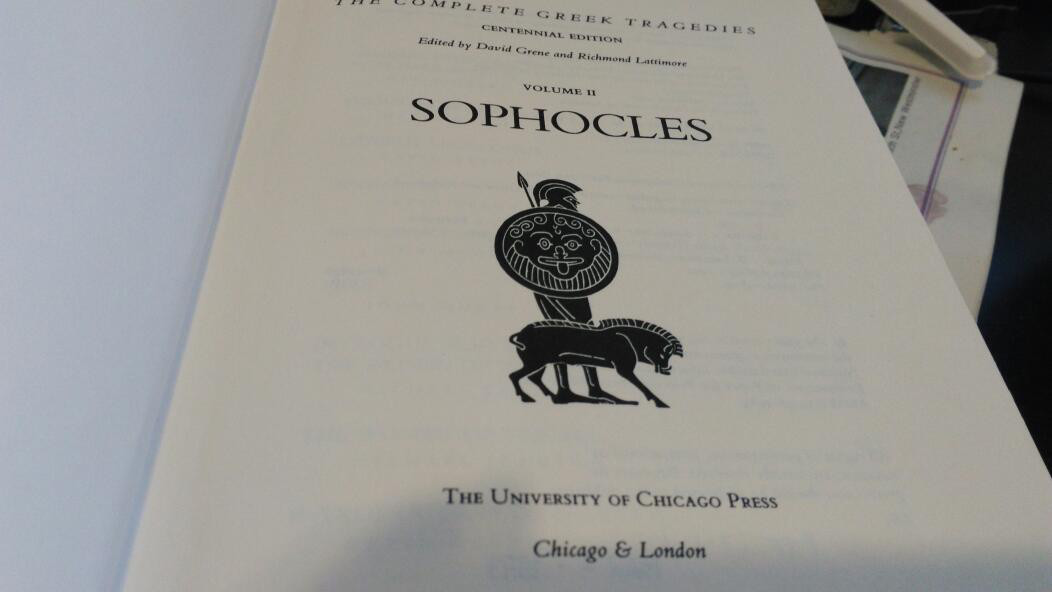 THE COMPLETE GREEK TRAGEDIES
CENTENNIAL EDITION
Edited by David Grene and Richmond Lattimore
VOLUME II
SOPHOCLES
THE UNIVERSITY OF CHICAGO PRESS
Chicago & London